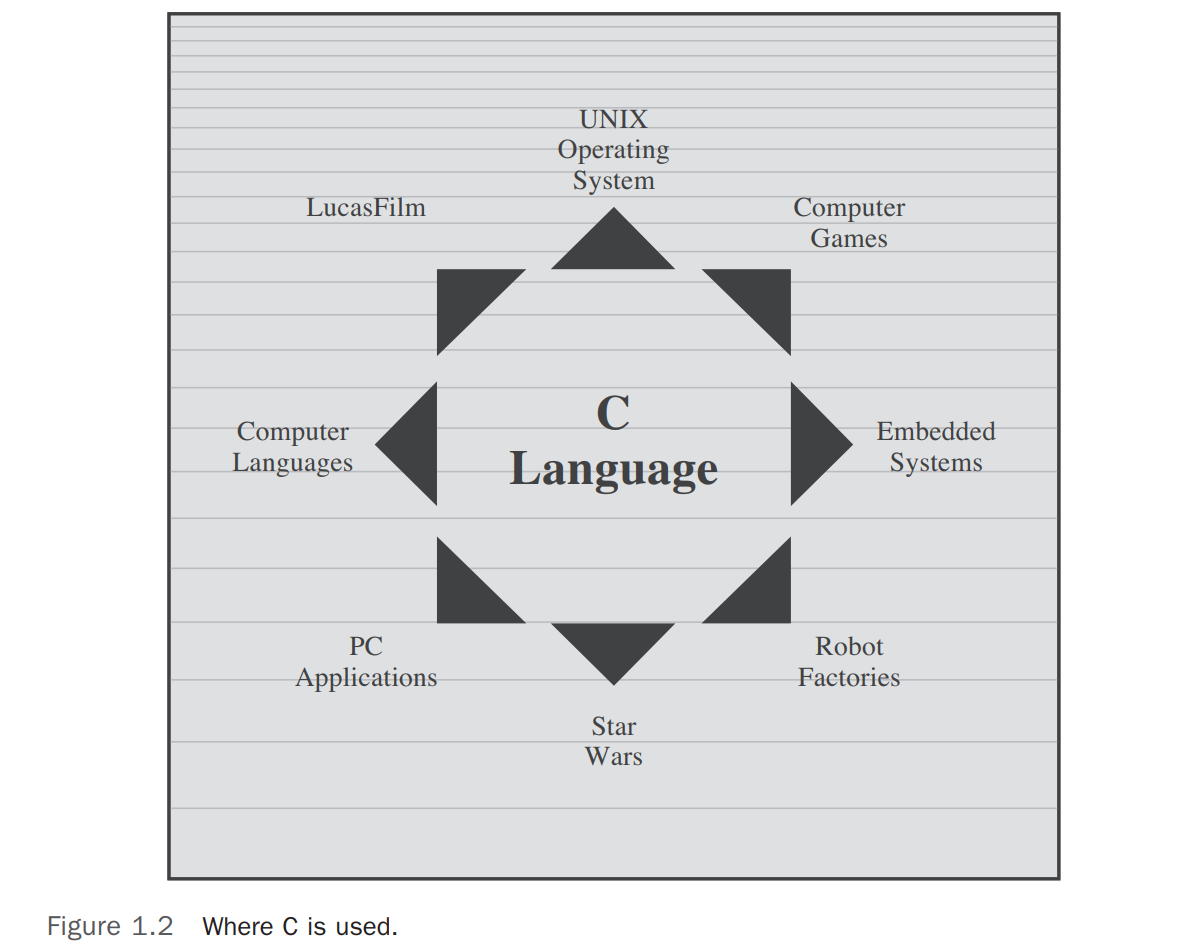 UNIX
Operating
System
LucasFilm
Computer
Games
C
Language
Computer
Languages
Embedded
Systems
PC
Applications
Robot
Factories
Star
Wars
Figure 1.2 Where C is used.